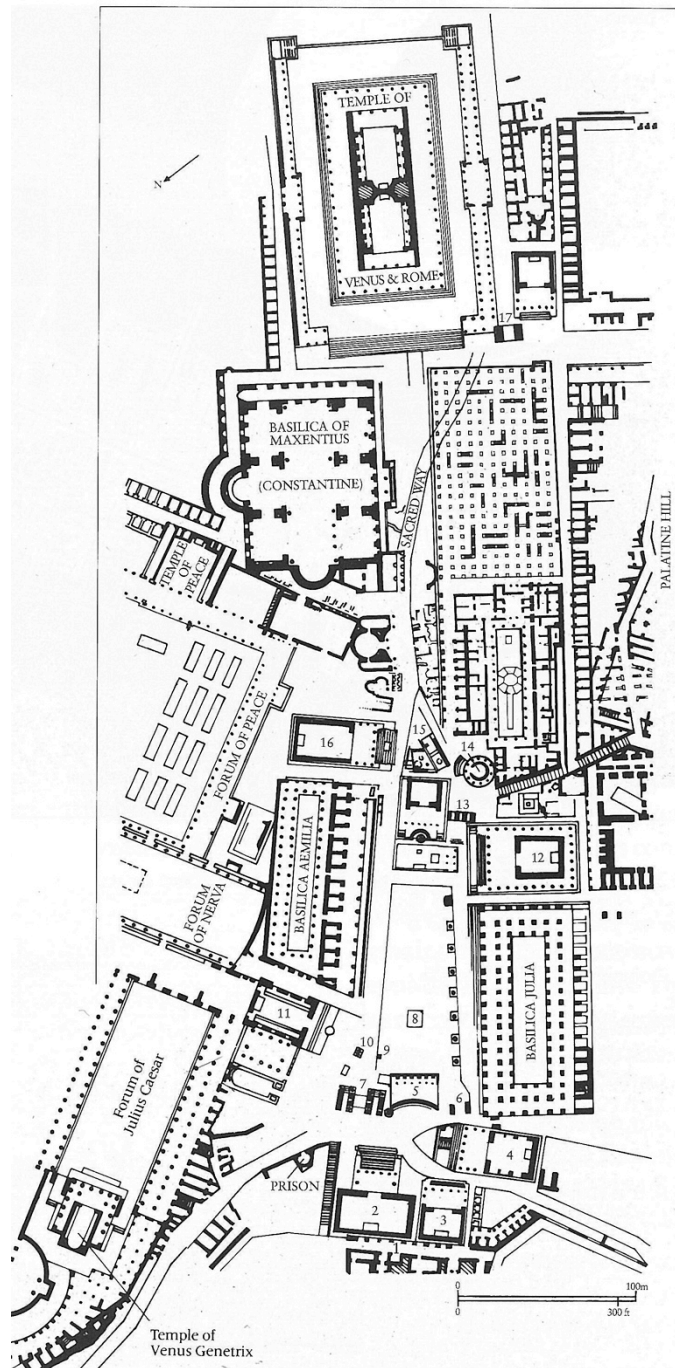 TEMPLE OF
N
VENUS & ROME
17
BASILICA OF
MAXENTIUS
(CONSTANTINE)
SACRED WAY
TEMPLE
OF
PEACE
PALATINE HILL
FORUM OF PEACE
16
15
14
13
12
BASILICA AEMILIA
FORUM
OF NERVA
BASILICA JULIA
11
8
10
9
Forum of
Julius Caesar
7
5
6
4
PRISON
2
3
1
0
100m
0
300 ft
Temple of
Venus Genetrix